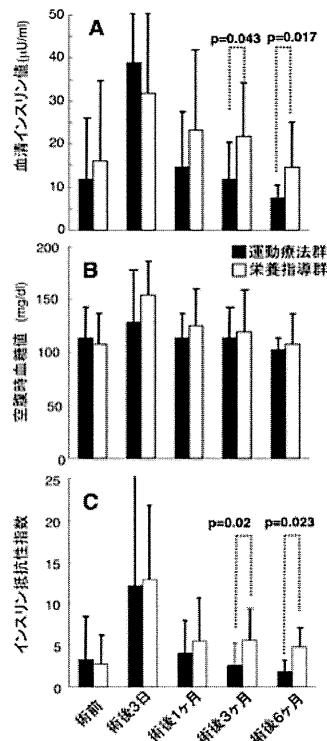 A
p=0.043
p=0.017
血清インスリン値(μU/ml)
50
40
30
20
10
0
B
■運動療法群
□栄養指導群
空腹時血糖値 (mg/dl)
200
150
100
50
0
C
p=0.02
p=0.023
インスリン抵抗性指数
25
20
15
10
5
0
術前
術後3日
術後1ヶ月
術後3ヶ月
術後6ヶ月